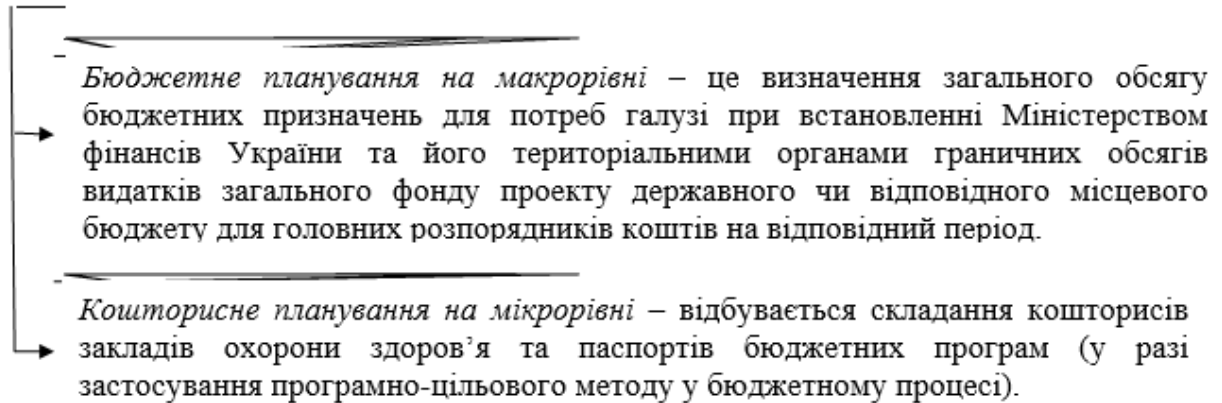 Бюджетне планування на макрорівні – це визначення загального обсягу
бюджетних призначень для потреб галузі при встановленні Міністерством
фінансів України та його територіальними органами граничних обсягів
видатків загального фонду проекту державного чи відповідного місцевого
бюджету для головних розпорядників коштів на відповідний період.
Кошторисне планування на мікрорівні – відбувається складання кошторисів
закладів охорони здоров’я та паспортів бюджетних програм (у разі
застосування програмно-цільового методу у бюджетному процесі).